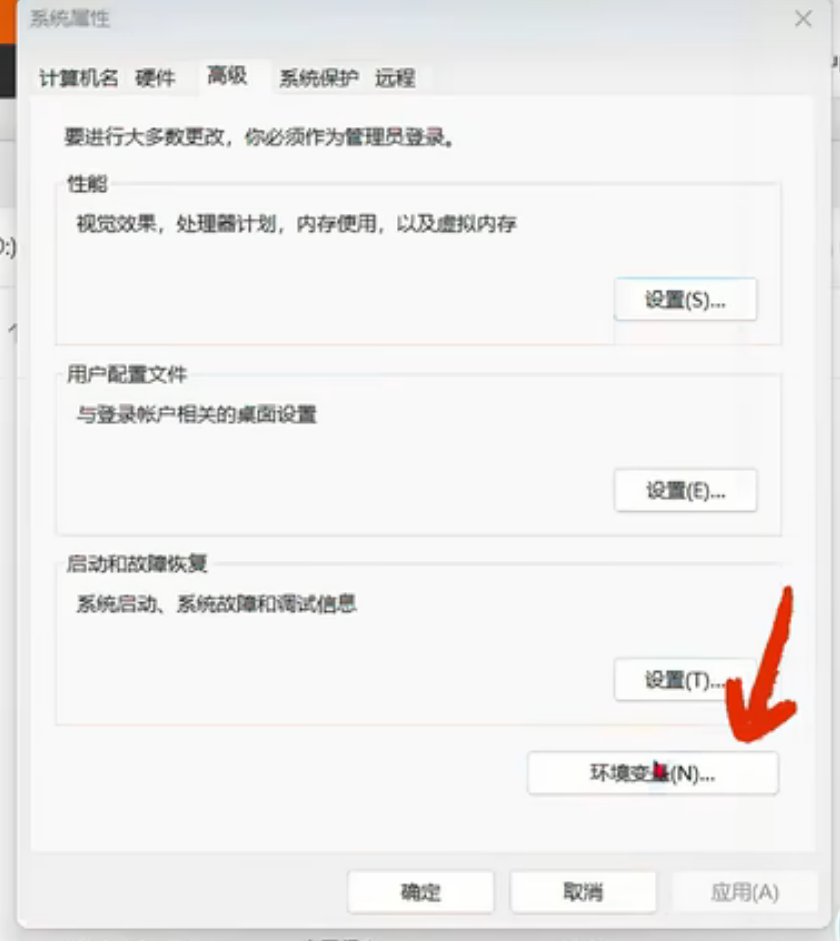 系统属性
计算机名 硬件 高级 系统保护 远程
要进行大多数更改，你必须作为管理员登录。
性能
视觉效果，处理器计划，内存使用，以及虚拟内存
设置(S)...
用户配置文件
与登录帐户相关的桌面设置
设置(E)...
启动和故障恢复
系统启动、系统故障和调试信息
设置(T)...
环境变量(N)...
确定 取消 应用(A)